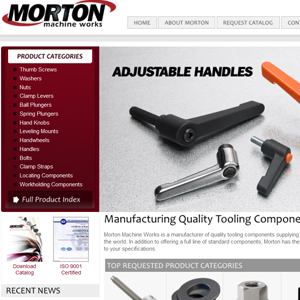 MORTON
machine works
HOME
ABOUT MORTON
REQUEST CATALOG
CONTAC
PRODUCT CATEGORIES
Thumb Screws
Washers
Nuts
Clamp Levers
Ball Plungers
Spring Plungers
Hand Knobs
Leveling Mounts
Handwheels
Handles
Bolts
Clamp Straps
Locating Components
Workholding Components
Full Product Index
ADJUSTABLE HANDLES
Manufacturing Quality Tooling Compone
Morton Machine Works is a manufacturer of quality tooling components supplying
the world. In addition to offering a full line of standard components, Morton has the
to your specifications.
TOP REQUESTED PRODUCT CATEGORIES
Download
Catalog
ISO 9001
Certified
RECENT NEWS